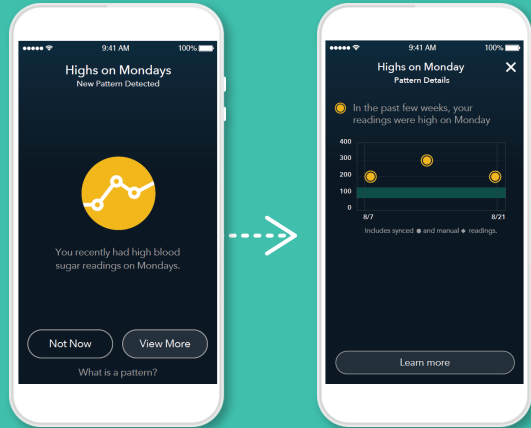 9:41 AM
100%
Highs on Mondays
New Pattern Detected
You recently had high blood
sugar readings on Mondays.
Not Now
View More
What is a pattern?
9:41 AM
100%
Highs on Monday
Pattern Details
In the past few weeks, your
readings were high on Monday
400
300
200
100
0
8/7
8/21
Includes synced ● and manual ◆ readings.
Learn more